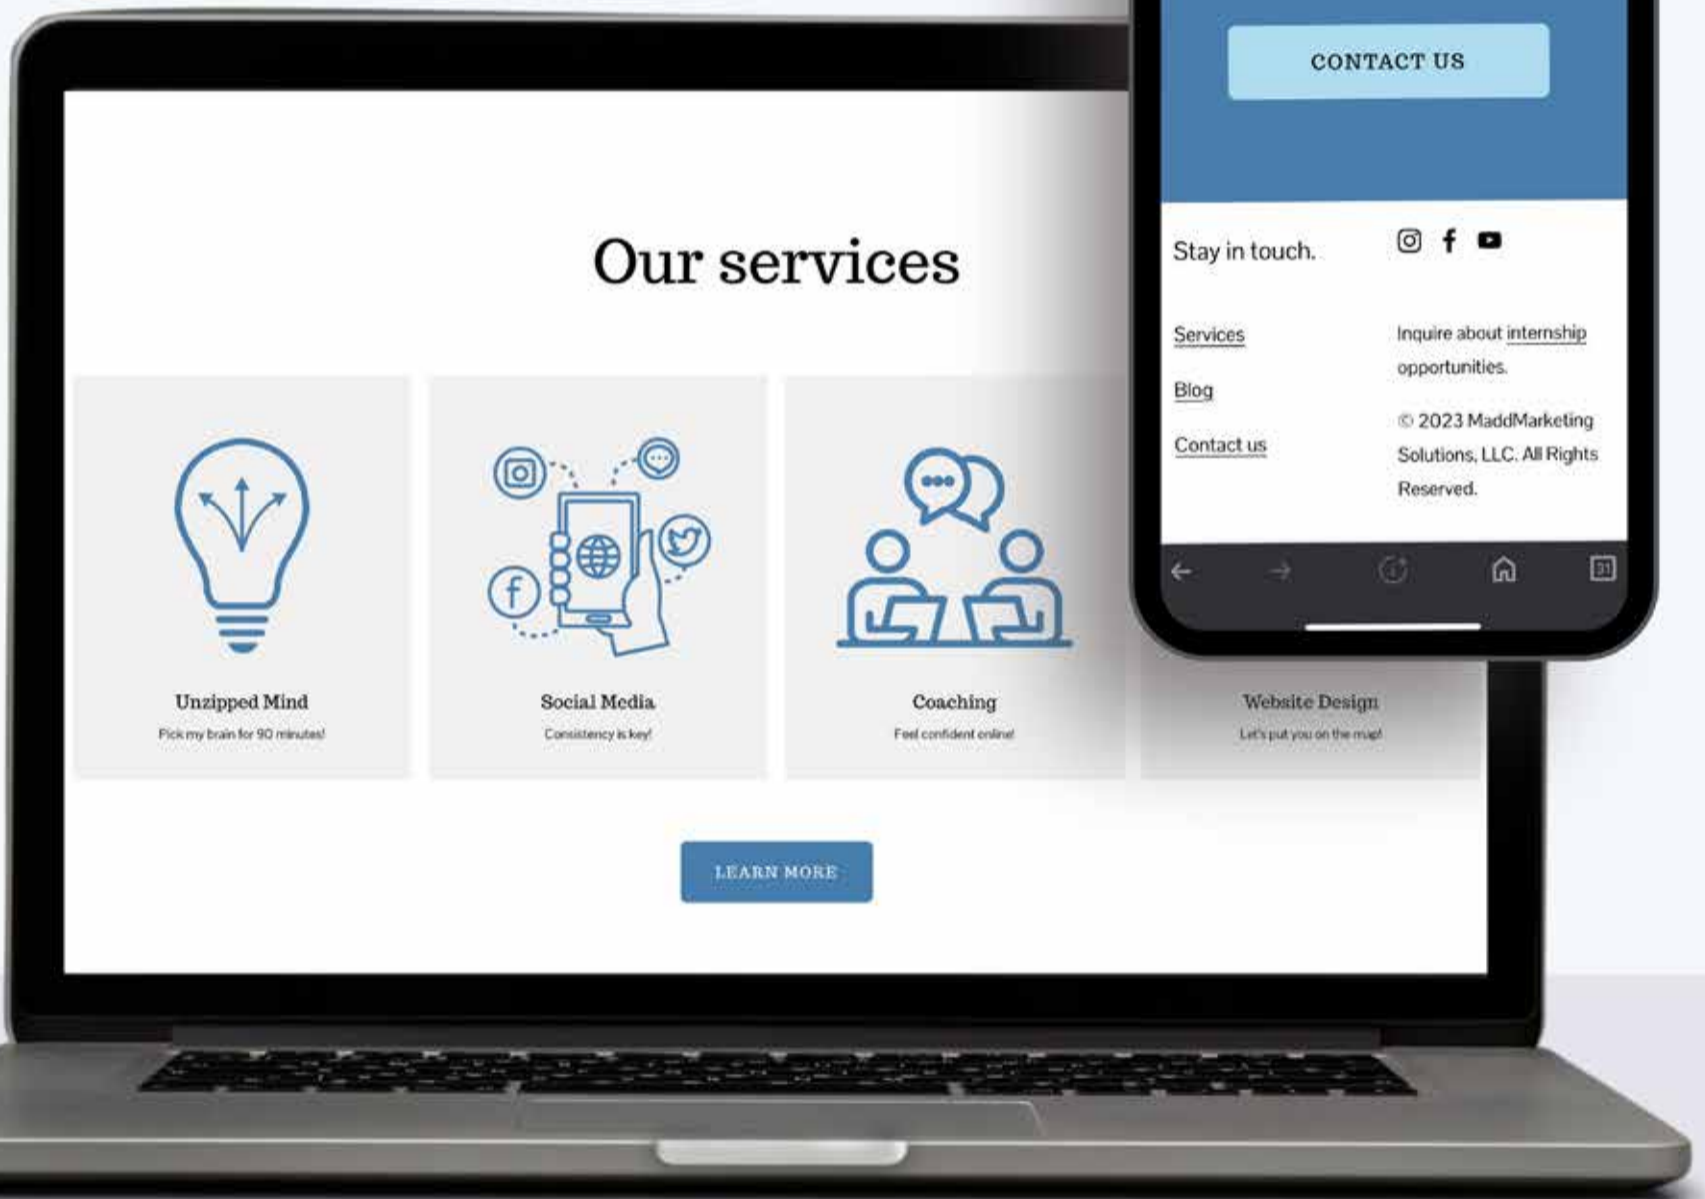 Our services
Unzipped Mind
Pick my brain for 90 minutes!
Social Media
Consistency is key!
Coaching
Feel confident online!
Website Design
Let's put you on the map!
LEARN MORE
CONTACT US
Stay in touch.
Services
Blog
Contact us
Inquire about internship
opportunities.
© 2023 MaddMarketing
Solutions, LLC. All Rights
Reserved.
31